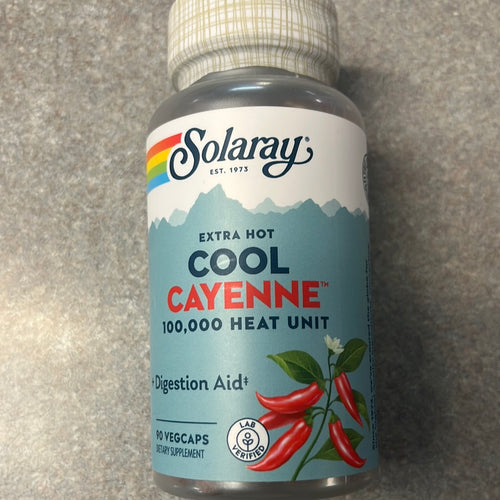 Solaray®
EST. 1973
EXTRA HOT
COOL
CAYENNE™
100,000 HEAT UNIT
Digestion Aid‡
90 VEGCAPS
DIETARY SUPPLEMENT
LAB
VERIFIED